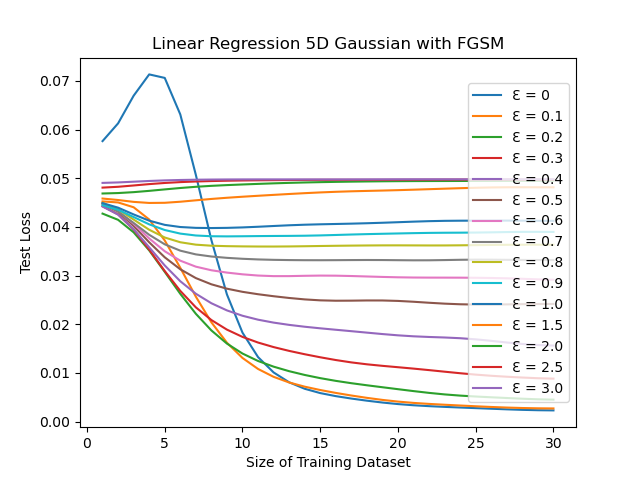 Linear Regression 5D Gaussian with FGSM
Test Loss
0.07
0.06
0.05
0.04
0.03
0.02
0.01
0.00
0
5
10
15
20
25
30
Size of Training Dataset
Ɛ = 0
Ɛ = 0.1
Ɛ = 0.2
Ɛ = 0.3
Ɛ = 0.4
Ɛ = 0.5
Ɛ = 0.6
Ɛ = 0.7
Ɛ = 0.8
Ɛ = 0.9
Ɛ = 1.0
Ɛ = 1.5
Ɛ = 2.0
Ɛ = 2.5
Ɛ = 3.0